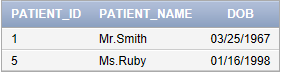 PATIENT_ID PATIENT_NAME DOB
1 Mr.Smith 03/25/1967
5 Ms.Ruby 01/16/1998